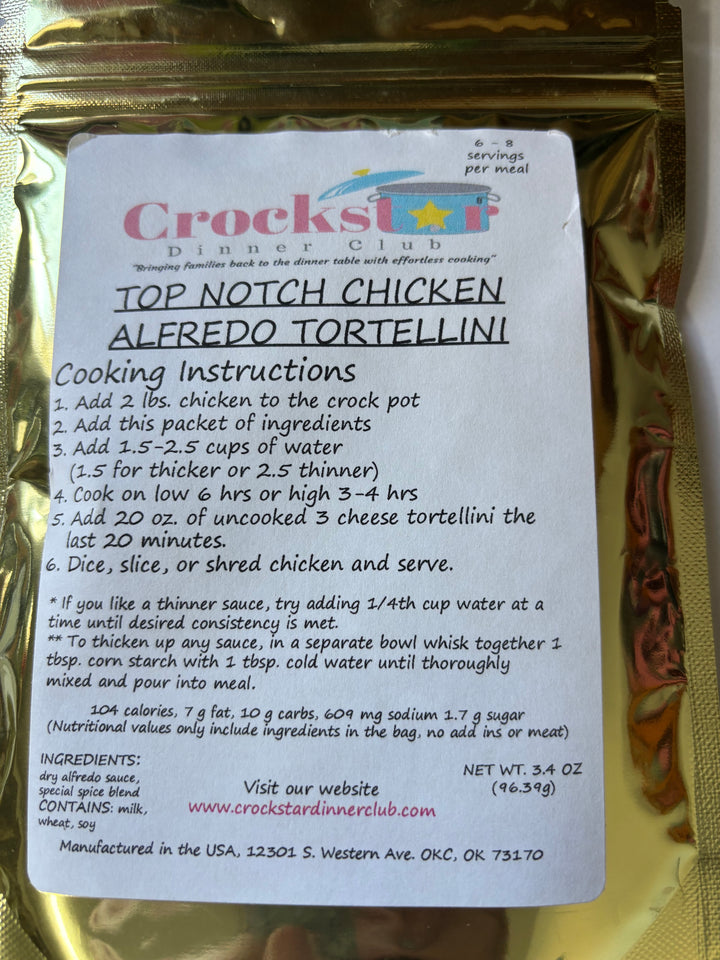 6 - 8
servings
per meal
Crockstar
Dinner Club
"Bringing families back to the dinner table with effortless cooking"
TOP NOTCH CHICKEN
ALFREDO TORTELLINI
Cooking Instructions
1. Add 2 lbs. chicken to the crock pot
2. Add this packet of ingredients
3. Add 1.5-2.5 cups of water
(1.5 for thicker or 2.5 thinner)
4. Cook on low 6 hrs or high 3-4 hrs
5. Add 20 oz. of uncooked 3 cheese tortellini the
last 20 minutes.
6. Dice, slice, or shred chicken and serve.
* If you like a thinner sauce, try adding 1/4th cup water at a
time until desired consistency is met.
** To thicken up any sauce, in a separate bowl whisk together 1
tbsp. corn starch with 1 tbsp. cold water until thoroughly
mixed and pour into meal.
104 calories, 7 g fat, 10 g carbs, 609 mg sodium 1.7 g sugar
(Nutritional values only include ingredients in the bag, no add ins or meat)
INGREDIENTS:
dry alfredo sauce,
special spice blend
CONTAINS: milk,
wheat, soy
Visit our website
www.crockstardinnerclub.com
NET WT. 3.4 OZ
(96.39g)
Manufactured in the USA, 12301 S. Western Ave. OKC, OK 73170